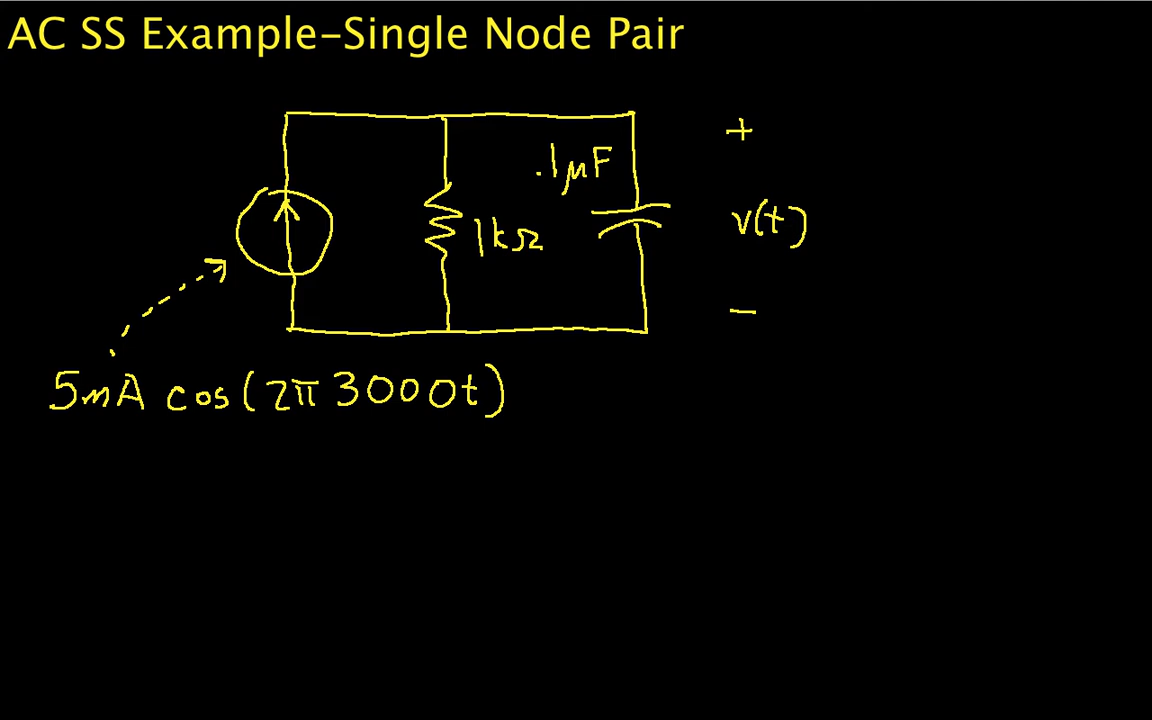 AC SS Example-Single Node Pair
+
.1μF
v(t)
1kΩ
-
5mA cos(2π3000t)